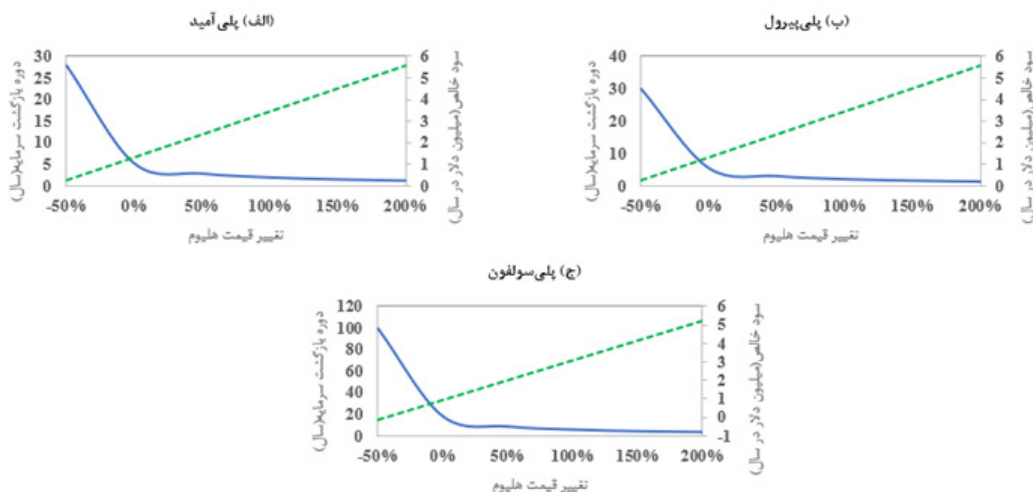 (الف) پلی‌آمید
30
25
20
15
10
5
0
6
5
4
3
2
1
0
-50% 0% 50% 100% 150% 200%
دوره بازگشت سرمایه(سال)
سود خالص(میلیون دلار در سال)
تغییر قیمت هلیوم
(ب) پلی‌پیرول
40
30
20
10
0
6
5
4
3
2
1
0
-50% 0% 50% 100% 150% 200%
دوره بازگشت سرمایه(سال)
سود خالص(میلیون دلار در سال)
تغییر قیمت هلیوم
(ج) پلی‌سولفون
120
100
80
60
40
20
0
6
5
4
3
2
1
0
-1
-50% 0% 50% 100% 150% 200%
دوره بازگشت سرمایه(سال)
سود خالص(میلیون دلار در سال)
تغییر قیمت هلیوم